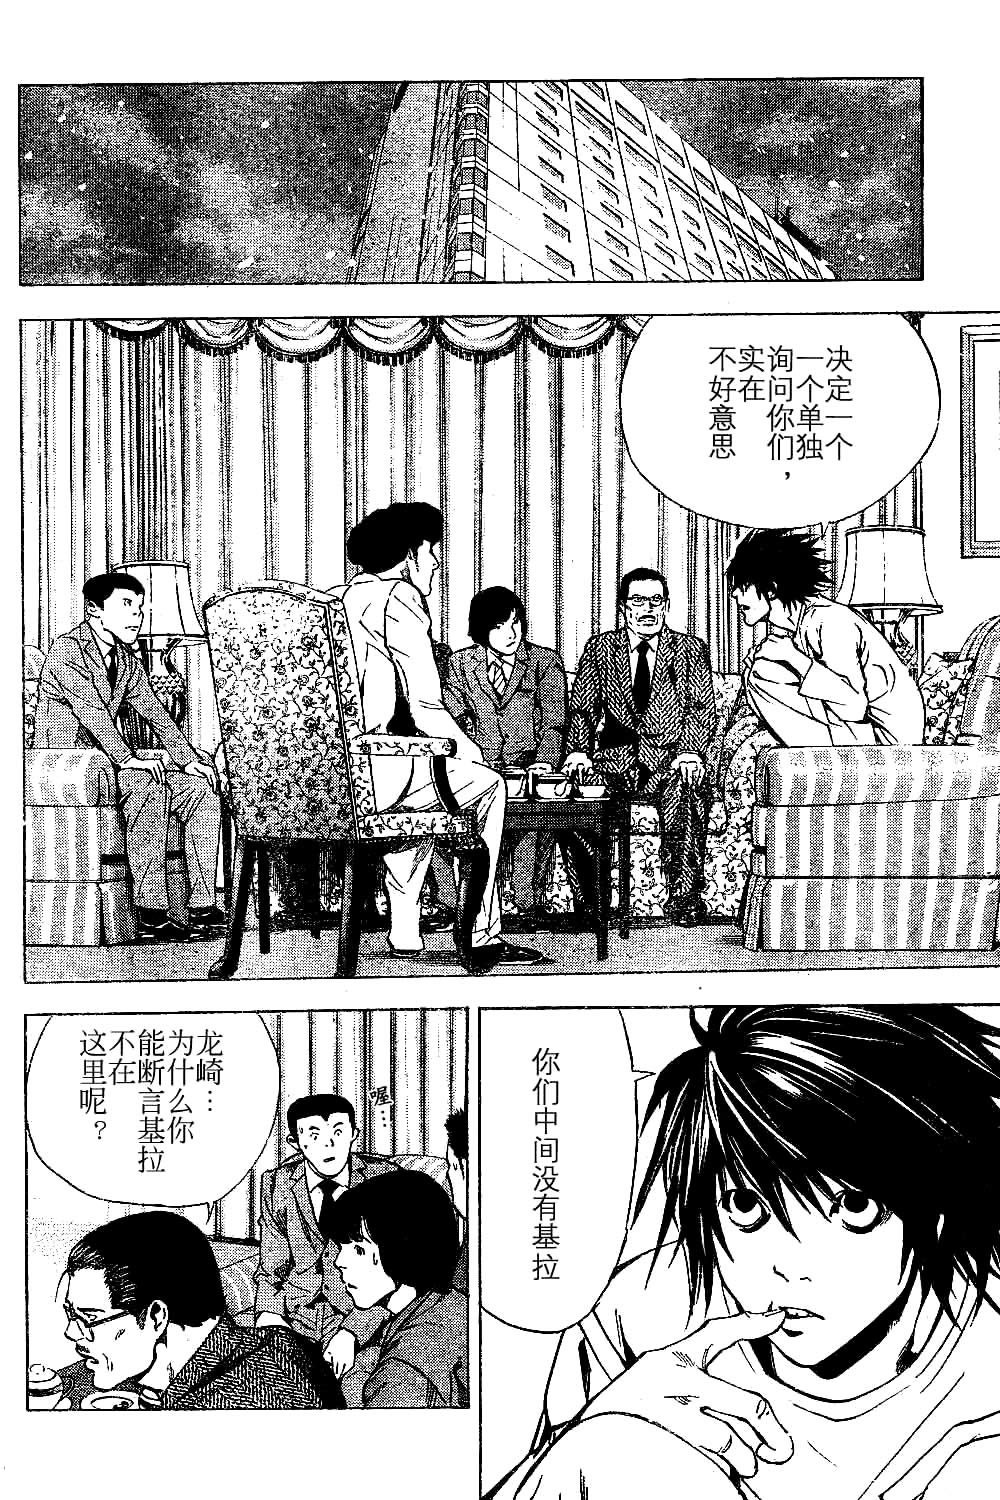 决定一个
一个单独
询问你们，
实在
不好意思
你们中间没有基拉
喔…
龙崎…
为什么你
能断言基拉
不在
这里呢？